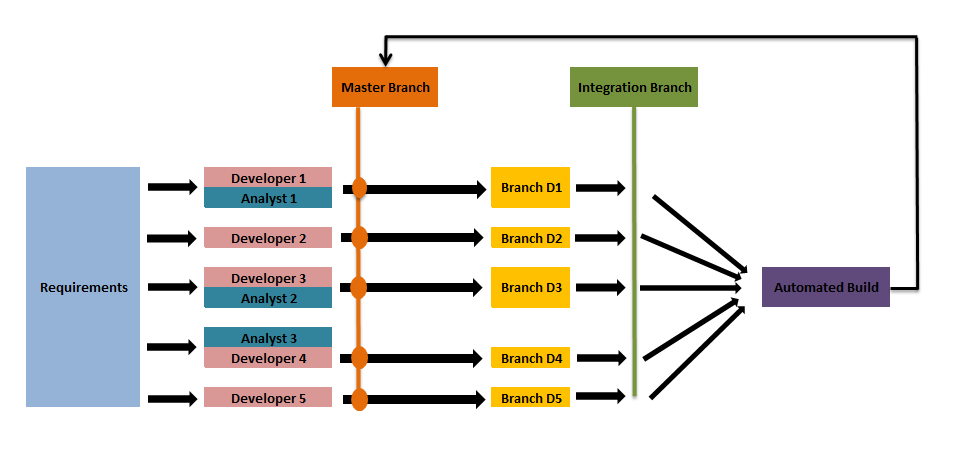 Master Branch
Integration Branch
Requirements
Developer 1
Analyst 1
Branch D1
Developer 2
Branch D2
Developer 3
Analyst 2
Branch D3
Automated Build
Analyst 3
Developer 4
Branch D4
Developer 5
Branch D5